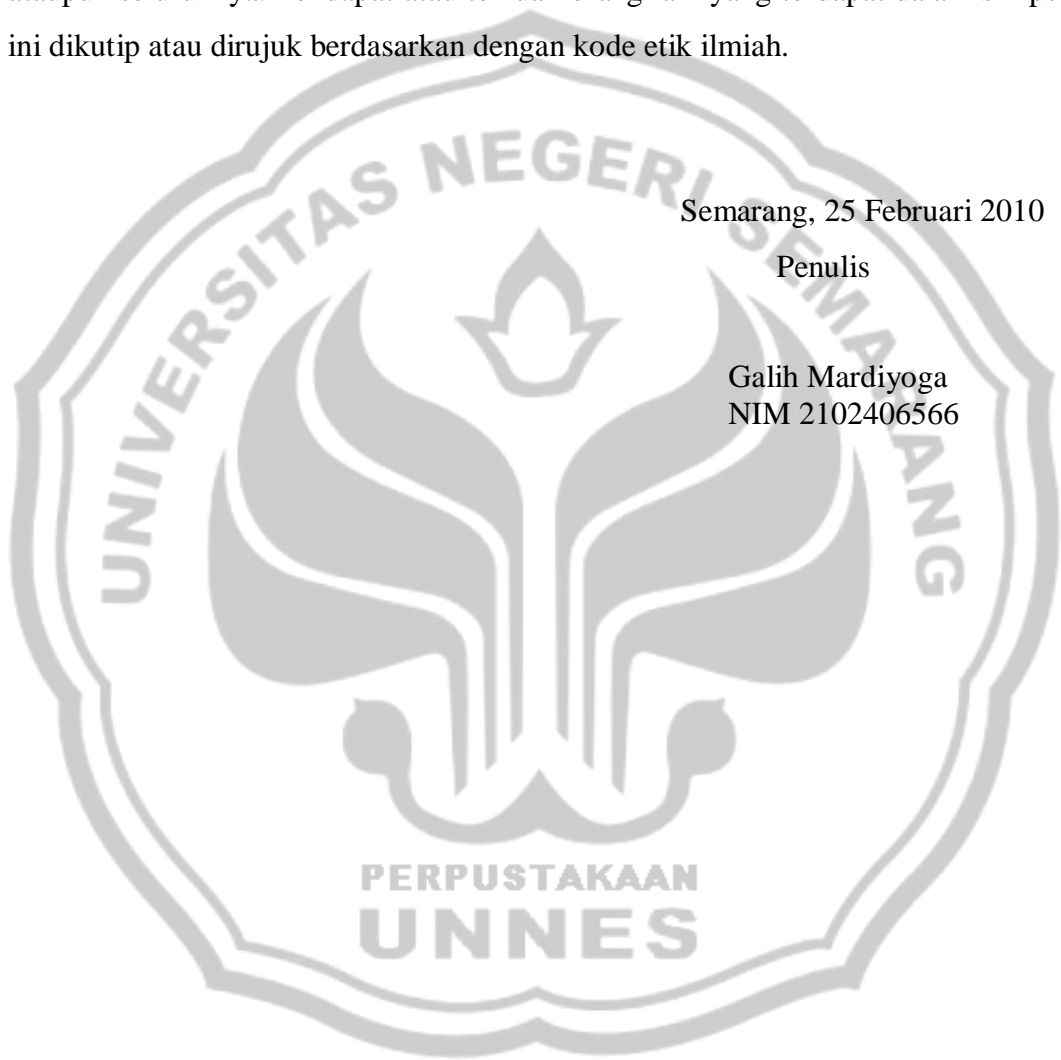 ini dikutip atau dirujuk berdasarkan dengan kode etik ilmiah.
UNIVERSITAS NEGERI SEMARANG
Semarang, 25 Februari 2010
Penulis
Galih Mardiyoga
NIM 2102406566
PERPUSTAKAAN
UNNES